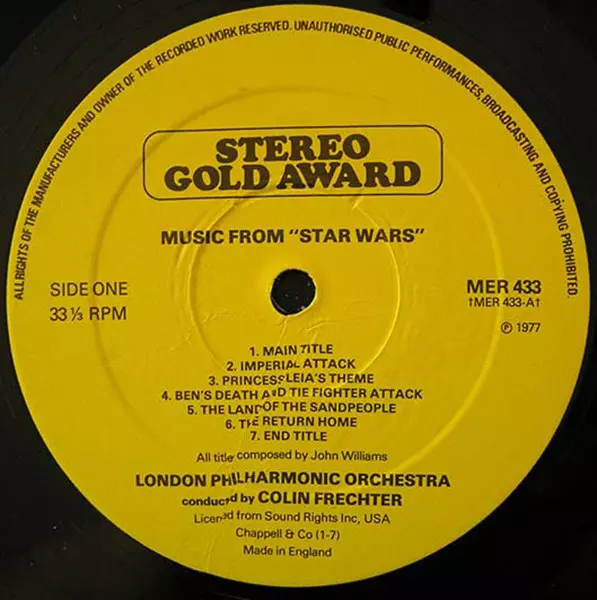 ALL RIGHTS OF THE MANUFACTURERS AND OWNER OF THE RECORDED WORK RESERVED. UNAUTHORISED PUBLIC PERFORMANCES, BROADCASTING AND COPYING PROHIBITED.
STEREO
GOLD AWARD
MUSIC FROM "STAR WARS"
SIDE ONE
33 ⅓ RPM
MER 433
†MER 433-A†
℗ 1977
1. MAIN TITLE
2. IMPERIAL ATTACK
3. PRINCESS LEIA'S THEME
4. BEN'S DEATH AND TIE FIGHTER ATTACK
5. THE LAND OF THE SANDPEOPLE
6. THE RETURN HOME
7. END TITLE
All title composed by John Williams
LONDON PHILHARMONIC ORCHESTRA
conducted by COLIN FRECHTER
Licensed from Sound Rights Inc, USA
Chappell & Co (1-7)
Made in England